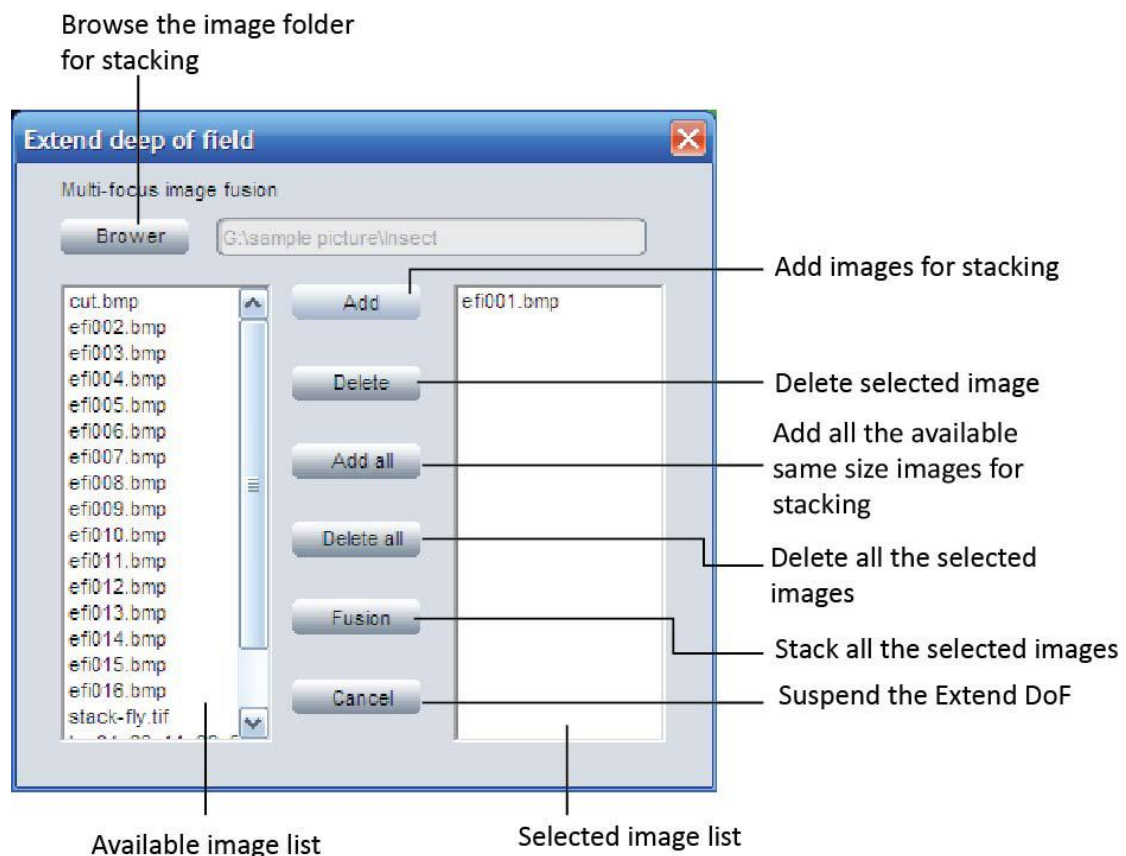 Browse the image folder
for stacking
Extend deep of field
Multi-focus image fusion
Brower
G:\sample picture\Insect
cut.bmp
efi002.bmp
efi003.bmp
efi004.bmp
efi005.bmp
efi006.bmp
efi007.bmp
efi008.bmp
efi009.bmp
efi010.bmp
efi011.bmp
efi012.bmp
efi013.bmp
efi014.bmp
efi015.bmp
efi016.bmp
stack-fly.tif
Add
Delete
Add all
Delete all
Fusion
Cancel
efi001.bmp
Add images for stacking
Delete selected image
Add all the available
same size images for
stacking
Delete all the selected
images
Stack all the selected images
Suspend the Extend DoF
Available image list
Selected image list